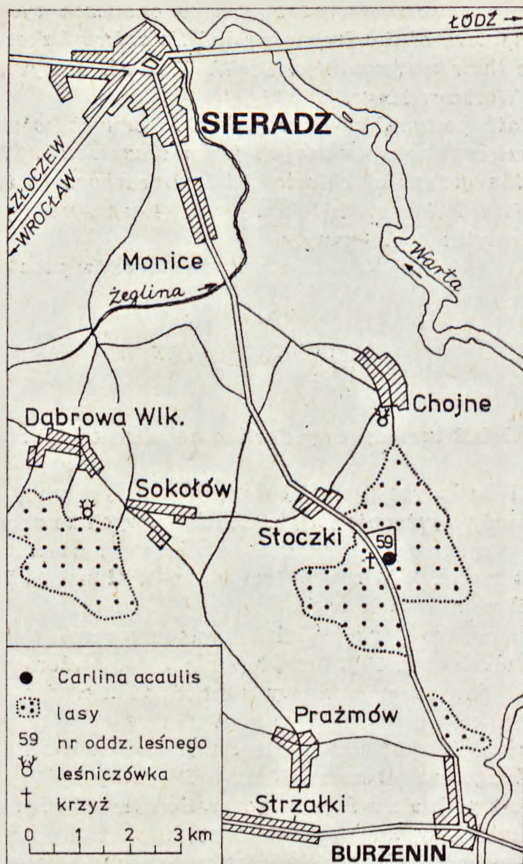 ŁÓDŹ
SIERADZ
ZŁOCZEW
WROCŁAW
Monice
Żeglina
Warta
Chojne
Dąbrowa Wlk.
Sokołów
Stoczki
59
Carlina acaulis
lasy
59 nr oddz. leśnego
leśniczówka
krzyż
0 1 2 3 km
Prażmów
Strzałki
BURZENIN